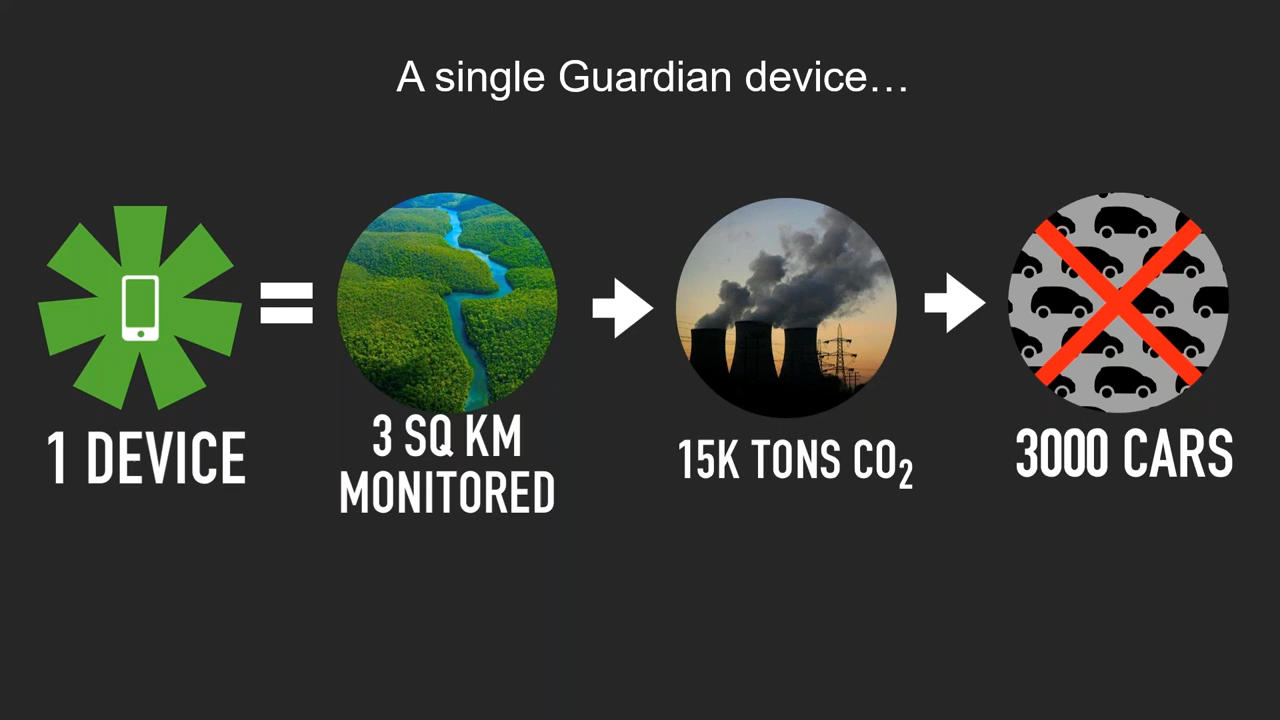 A single Guardian device…
1 DEVICE
3 SQ KM
MONITORED
15K TONS CO₂
3000 CARS